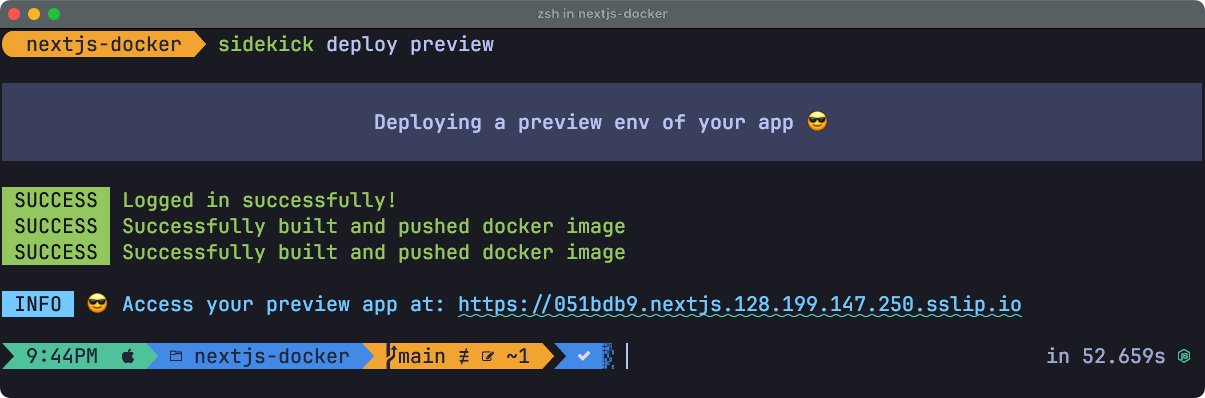 zsh in nextjs-docker
nextjs-docker sidekick deploy preview
Deploying a preview env of your app 😎
SUCCESS Logged in successfully!
SUCCESS Successfully built and pushed docker image
SUCCESS Successfully built and pushed docker image
INFO 😎 Access your preview app at: https://051bdb9.nextjs.128.199.147.250.sslip.io
9:44PM nextjs-docker main ≢ ~1 ✔ in 52.659s